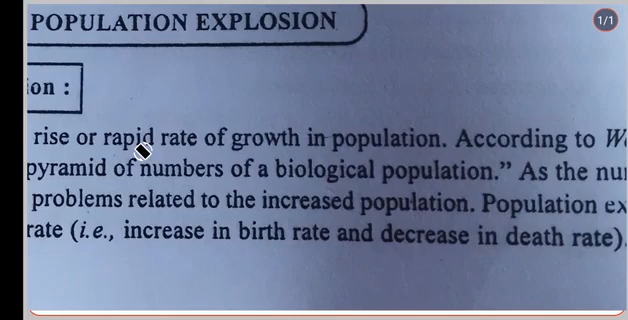 POPULATION EXPLOSION
1/1
ion :
rise or rapid rate of growth in population. According to
pyramid of numbers of a biological population.” As the
problems related to the increased population. Population ex
rate (i.e., increase in birth rate and decrease in death rate).